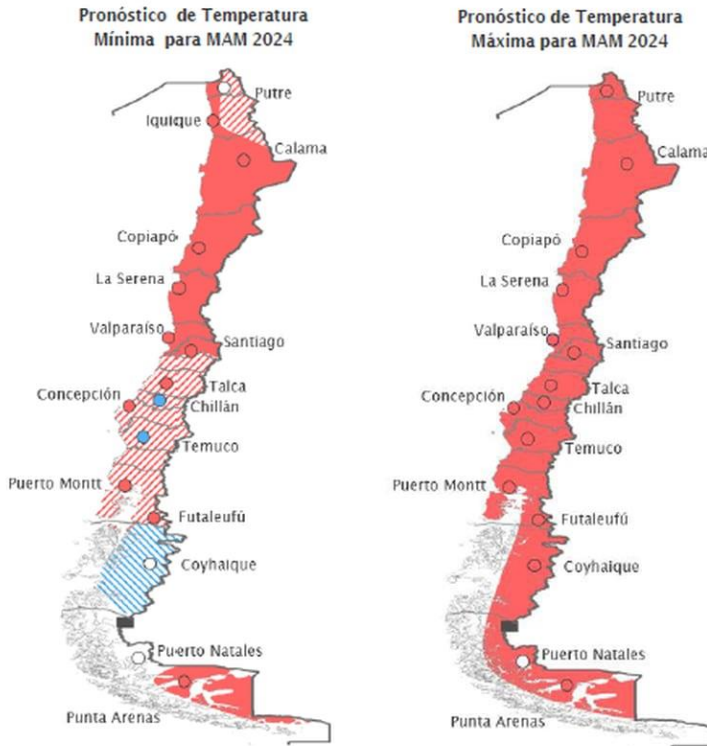 Pronóstico de Temperatura
Mínima para MAM 2024
Putre
Iquique
Calama
Copiapó
La Serena
Valparaíso
Santiago
Talca
Concepción
Chillán
Temuco
Puerto Montt
Futaleufú
Coyhaique
Puerto Natales
Punta Arenas
Pronóstico de Temperatura
Máxima para MAM 2024
Putre
Calama
Copiapó
La Serena
Valparaíso
Santiago
Talca
Concepción
Chillán
Temuco
Puerto Montt
Futaleufú
Coyhaique
Puerto Natales
Punta Arenas